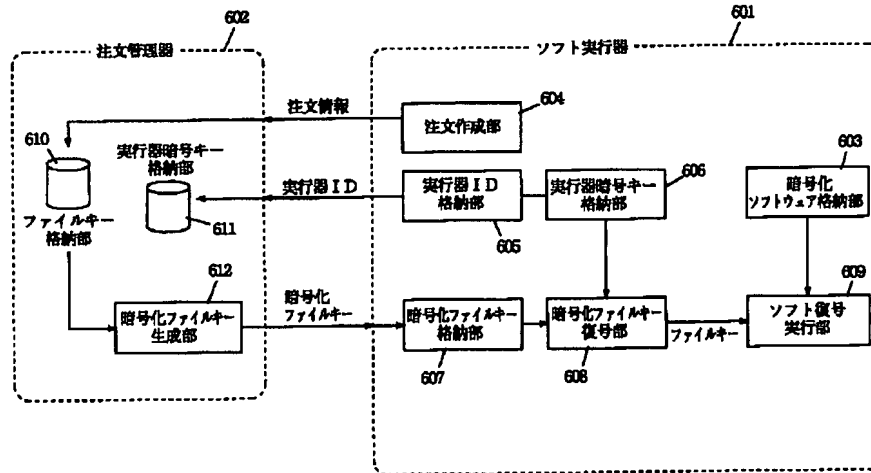 602
注文管理器
601
ソフト実行器
注文情報
604
注文作成部
610
実行器暗号キー
格納部
611
ファイルキー
格納部
実行器ID
実行器ID
格納部
605
実行器暗号キー
格納部
606
603
暗号化
ソフトウェア格納部
612
暗号化ファイルキー
生成部
暗号化
ファイルキー
暗号化ファイルキー
格納部
607
暗号化ファイルキー
復号部
608
ファイルキー
609
ソフト復号
実行部